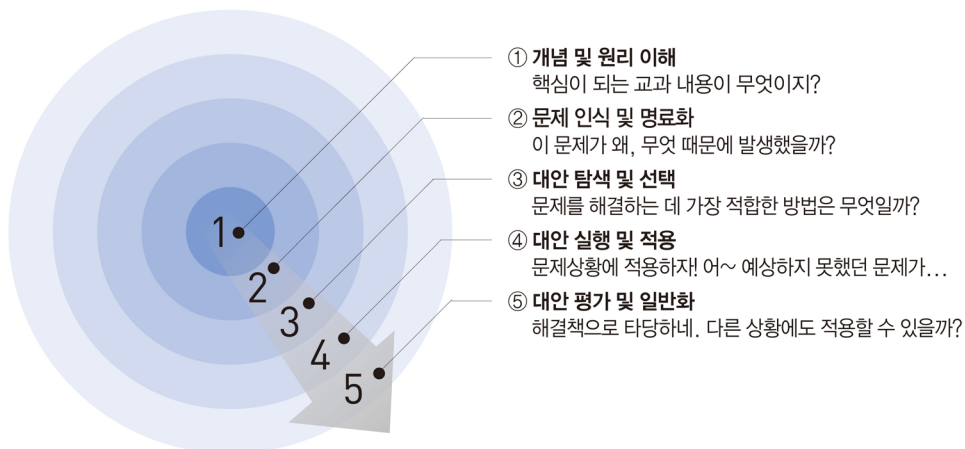 ① 개념 및 원리 이해
핵심이 되는 교과 내용이 무엇이지?
② 문제 인식 및 명료화
이 문제가 왜, 무엇 때문에 발생했을까?
③ 대안 탐색 및 선택
문제를 해결하는 데 가장 적합한 방법은 무엇일까?
④ 대안 실행 및 적용
문제상황에 적용하자! 어~ 예상하지 못했던 문제가...
⑤ 대안 평가 및 일반화
해결책으로 타당하네. 다른 상황에도 적용할 수 있을까?
1
2
3
4
5